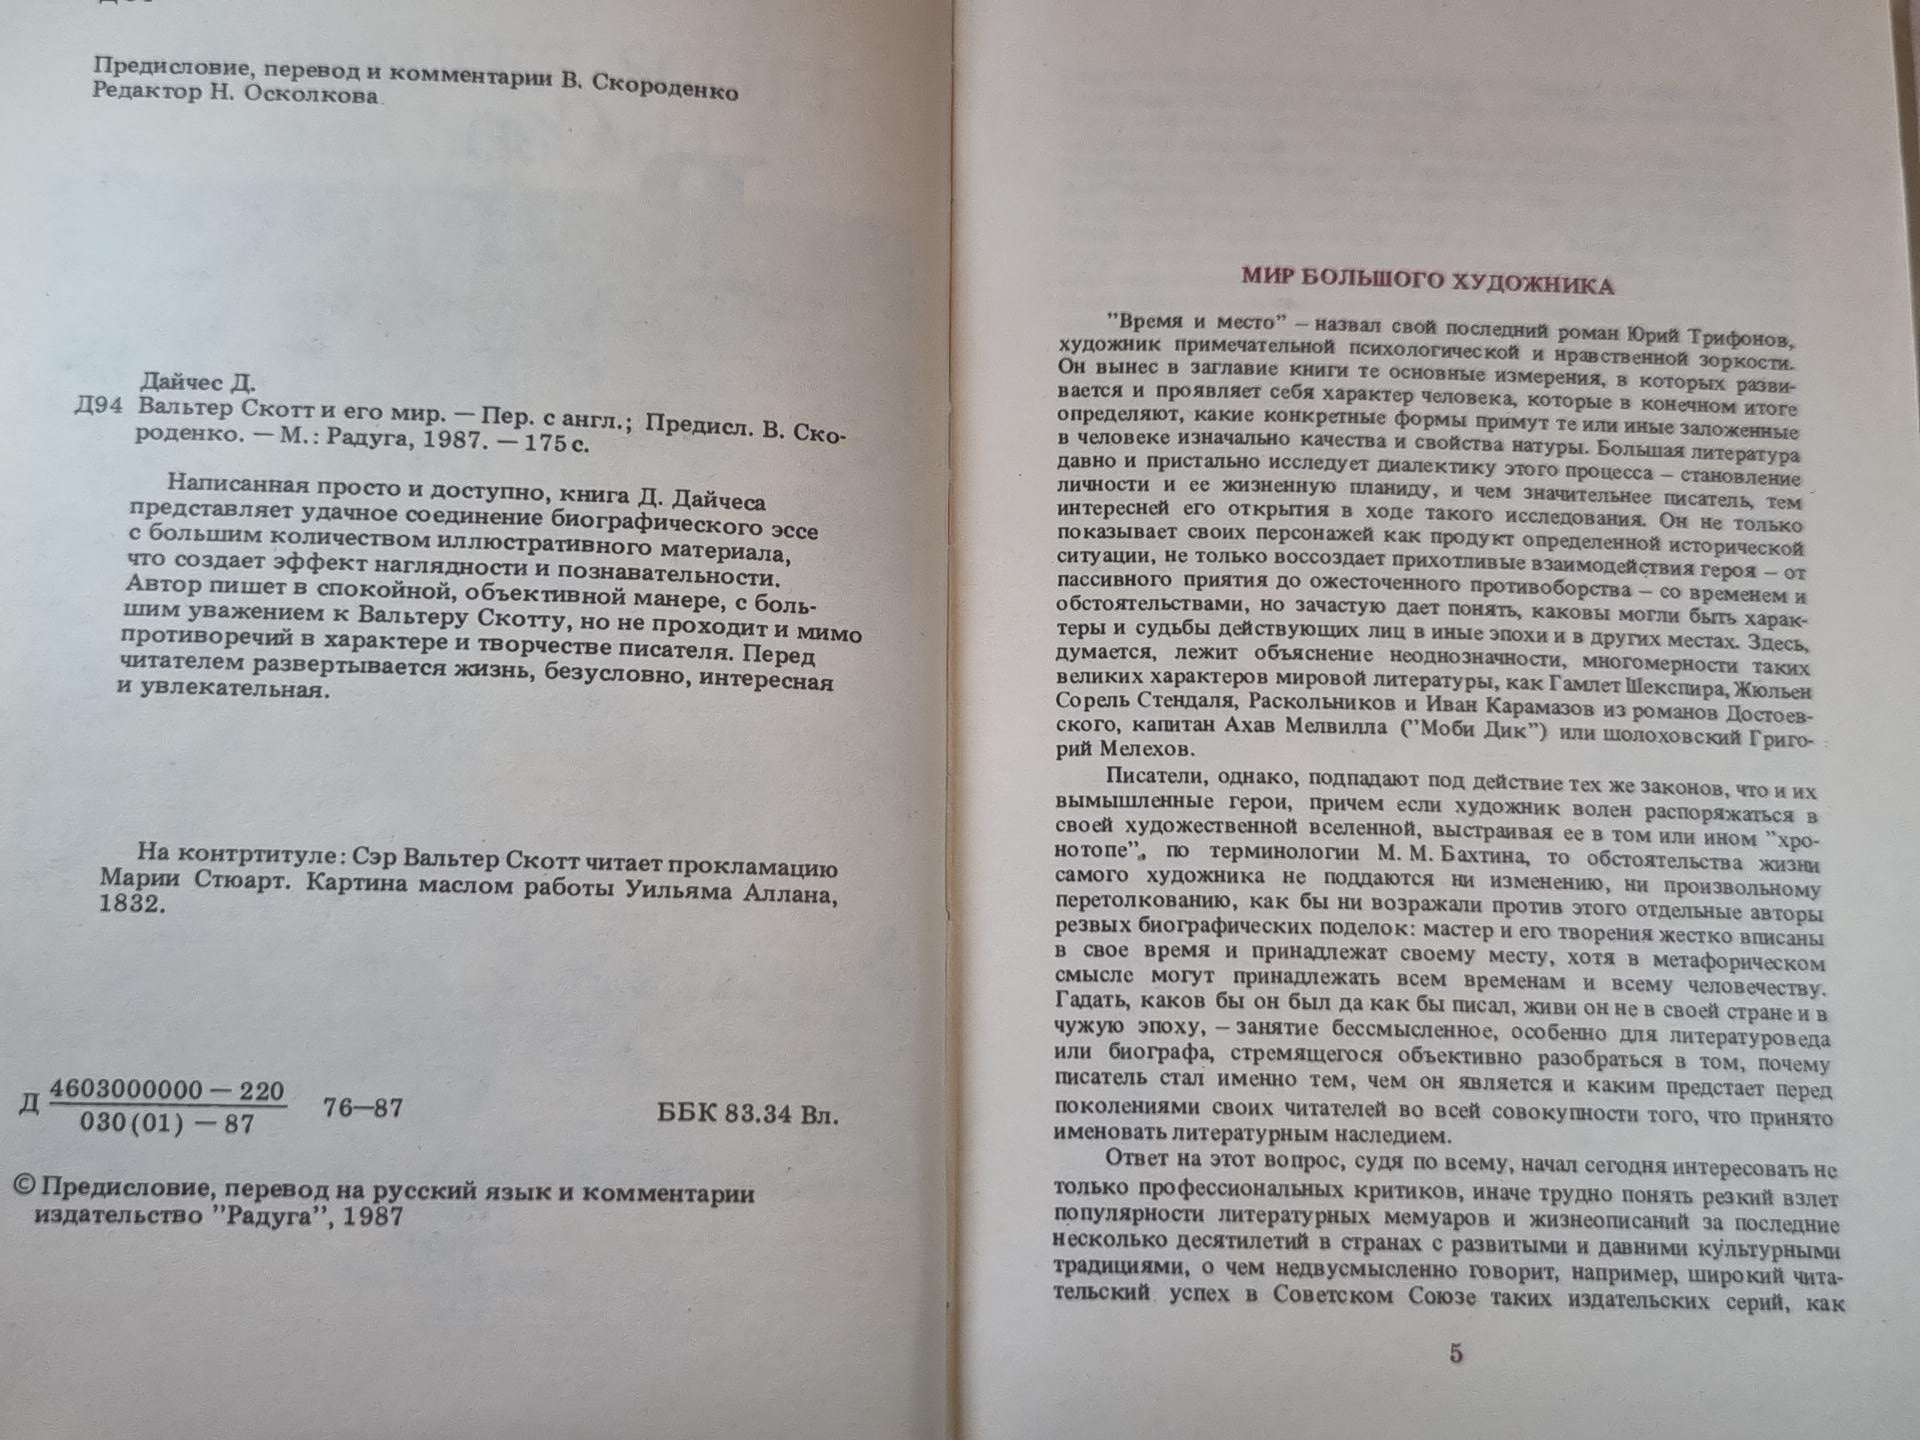 Предисловие, перевод и комментарии В. Скороденко
Редактор Н. Осколкова
Дайчес Д.
Д94 Вальтер Скотт и его мир. — Пер. с англ.; Предисл. В. Ско-
роденко. — М.: Радуга, 1987. — 175 с.
Написанная просто и доступно, книга Д. Дайчеса
представляет удачное соединение биографического эссе
с большим количеством иллюстративного материала,
что создает эффект наглядности и познавательности.
Автор пишет в спокойной, объективной манере, с боль-
шим уважением к Вальтеру Скотту, но не проходит и мимо
противоречий в характере и творчестве писателя. Перед
читателем развертывается жизнь, безусловно, интересная
и увлекательная.
На контртитуле: Сэр Вальтер Скотт читает прокламацию
Марии Стюарт. Картина маслом работы Уильяма Аллана,
1832.
Д 4603000000 — 220
030(01) — 87
76—87
ББК 83.34 Вл.
© Предисловие, перевод на русский язык и комментарии
издательство "Радуга", 1987
МИР БОЛЬШОГО ХУДОЖНИКА
"Время и место" — назвал свой последний роман Юрий Трифонов,
художник примечательной психологической и нравственной зоркости.
Он вынес в заглавие книги те основные измерения, в которых разви-
вается и проявляет себя характер человека, которые в конечном итоге
определяют, какие конкретные формы примут те или иные заложенные
в человеке изначально качества и свойства натуры. Большая литература
давно и пристально исследует диалектику этого процесса — становление
личности и ее жизненную планиду, и чем значительнее писатель, тем
интересней его открытия в ходе такого исследования. Он не только
показывает своих персонажей как продукт определенной исторической
ситуации, не только воссоздает прихотливые взаимодействия героя — от
пассивного приятия до ожесточенного противоборства — со временем и
обстоятельствами, но зачастую дает понять, каковы могли быть харак-
теры и судьбы действующих лиц в иные эпохи и в других местах. Здесь,
думается, лежит объяснение неоднозначности, многомерности таких
великих характеров мировой литературы, как Гамлет Шекспира, Жюльен
Сорель Стендаля, Раскольников и Иван Карамазов из романов Достоев-
ского, капитан Ахав Мелвилла ("Моби Дик") или шолоховский Григо-
рий Мелехов.
Писатели, однако, подпадают под действие тех же законов, что и их
вымышленные герои, причем если художник волен распоряжаться в
своей художественной вселенной, выстраивая ее в том или ином "хро-
нотопе", по терминологии М. М. Бахтина, то обстоятельства жизни
самого художника не поддаются ни изменению, ни произвольному
перетолкованию, как бы ни возражали против этого отдельные авторы
резвых биографических поделок: мастер и его творения жестко вписаны
в свое время и принадлежат своему месту, хотя в метафорическом
смысле могут принадлежать всем временам и всему человечеству.
Гадать, каков бы он был да как бы писал, живи он не в своей стране и в
чужую эпоху, — занятие бессмысленное, особенно для литературоведа
или биографа, стремящегося объективно разобраться в том, почему
писатель стал именно тем, чем он является и каким предстает перед
поколениями своих читателей во всей совокупности того, что принято
именовать литературным наследием.
Ответ на этот вопрос, судя по всему, начал сегодня интересовать не
только профессиональных критиков, иначе трудно понять резкий взлет
популярности литературных мемуаров и жизнеописаний за последние
несколько десятилетий в странах с развитыми и давними культурными
традициями, о чем недвусмысленно говорит, например, широкий чита-
тельский успех в Советском Союзе таких издательских серий, как
5